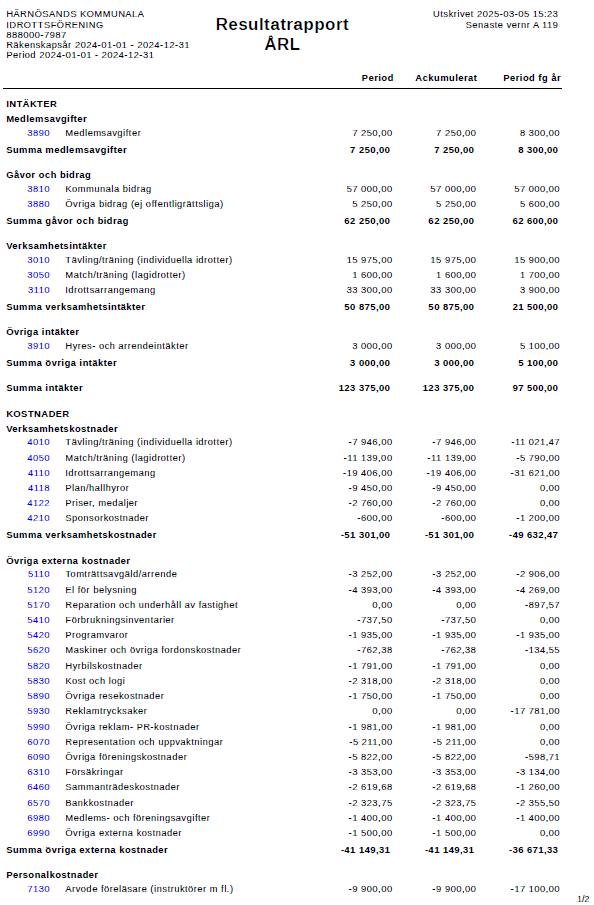 HÄRNÖSANDS KOMMUNALA
IDROTTSFÖRENING
888000-7987
Räkenskapsår 2024-01-01 - 2024-12-31
Period 2024-01-01 - 2024-12-31
Resultatrapport
ÅRL
Utskrivet 2025-03-05 15:23
Senaste vernr A 119
Period Ackumulerat Period fg år
INTÄKTER
Medlemsavgifter
3890 Medlemsavgifter 7 250,00 7 250,00 8 300,00
Summa medlemsavgifter 7 250,00 7 250,00 8 300,00
Gåvor och bidrag
3810 Kommunala bidrag 57 000,00 57 000,00 57 000,00
3880 Övriga bidrag (ej offentligrättsliga) 5 250,00 5 250,00 5 600,00
Summa gåvor och bidrag 62 250,00 62 250,00 62 600,00
Verksamhetsintäkter
3010 Tävling/träning (individuella idrotter) 15 975,00 15 975,00 15 900,00
3050 Match/träning (lagidrotter) 1 600,00 1 600,00 1 700,00
3110 Idrottsarrangemang 33 300,00 33 300,00 3 900,00
Summa verksamhetsintäkter 50 875,00 50 875,00 21 500,00
Övriga intäkter
3910 Hyres- och arrendeintäkter 3 000,00 3 000,00 5 100,00
Summa övriga intäkter 3 000,00 3 000,00 5 100,00
Summa intäkter 123 375,00 123 375,00 97 500,00
KOSTNADER
Verksamhetskostnader
4010 Tävling/träning (individuella idrotter) -7 946,00 -7 946,00 -11 021,47
4050 Match/träning (lagidrotter) -11 139,00 -11 139,00 -5 790,00
4110 Idrottsarrangemang -19 406,00 -19 406,00 -31 621,00
4118 Plan/hallhyror -9 450,00 -9 450,00 0,00
4122 Priser, medaljer -2 760,00 -2 760,00 0,00
4210 Sponsorkostnader -600,00 -600,00 -1 200,00
Summa verksamhetskostnader -51 301,00 -51 301,00 -49 632,47
Övriga externa kostnader
5110 Tomträttsavgäld/arrende -3 252,00 -3 252,00 -2 906,00
5120 El för belysning -4 393,00 -4 393,00 -4 269,00
5170 Reparation och underhåll av fastighet 0,00 0,00 -897,57
5410 Förbrukningsinventarier -737,50 -737,50 0,00
5420 Programvaror -1 935,00 -1 935,00 -1 935,00
5620 Maskiner och övriga fordonskostnader -762,38 -762,38 -134,55
5820 Hyrbilskostnader -1 791,00 -1 791,00 0,00
5830 Kost och logi -2 318,00 -2 318,00 0,00
5890 Övriga resekostnader -1 750,00 -1 750,00 0,00
5930 Reklamtrycksaker 0,00 0,00 -17 781,00
5990 Övriga reklam- PR-kostnader -1 981,00 -1 981,00 0,00
6070 Representation och uppvaktningar -5 211,00 -5 211,00 0,00
6090 Övriga föreningskostnader -5 822,00 -5 822,00 -598,71
6310 Försäkringar -3 353,00 -3 353,00 -3 134,00
6460 Sammanträdeskostnader -2 619,68 -2 619,68 -1 260,00
6570 Bankkostnader -2 323,75 -2 323,75 -2 355,50
6980 Medlems- och föreningsavgifter -1 400,00 -1 400,00 -1 400,00
6990 Övriga externa kostnader -1 500,00 -1 500,00 0,00
Summa övriga externa kostnader -41 149,31 -41 149,31 -36 671,33
Personalkostnader
7130 Arvode föreläsare (instruktörer m fl.) -9 900,00 -9 900,00 -17 100,00
1/2